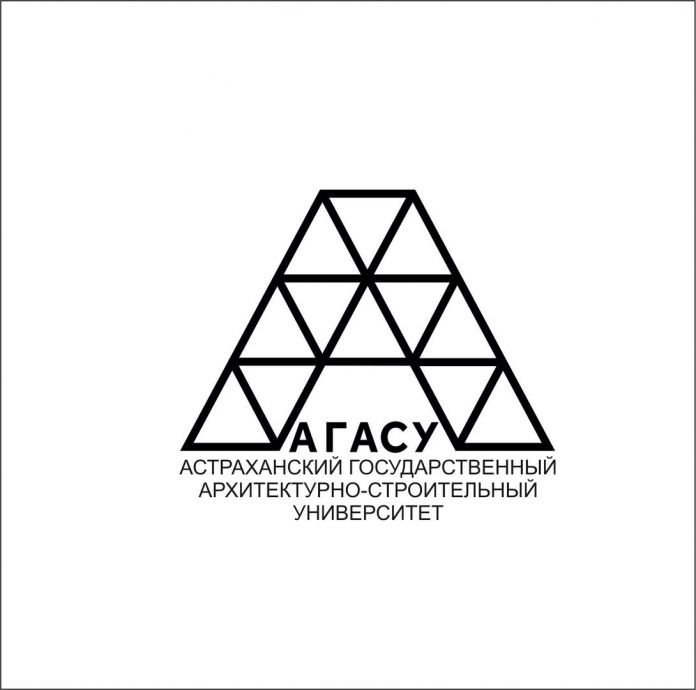 АГАСУ
АСТРАХАНСКИЙ ГОСУДАРСТВЕННЫЙ
АРХИТЕКТУРНО-СТРОИТЕЛЬНЫЙ
УНИВЕРСИТЕТ